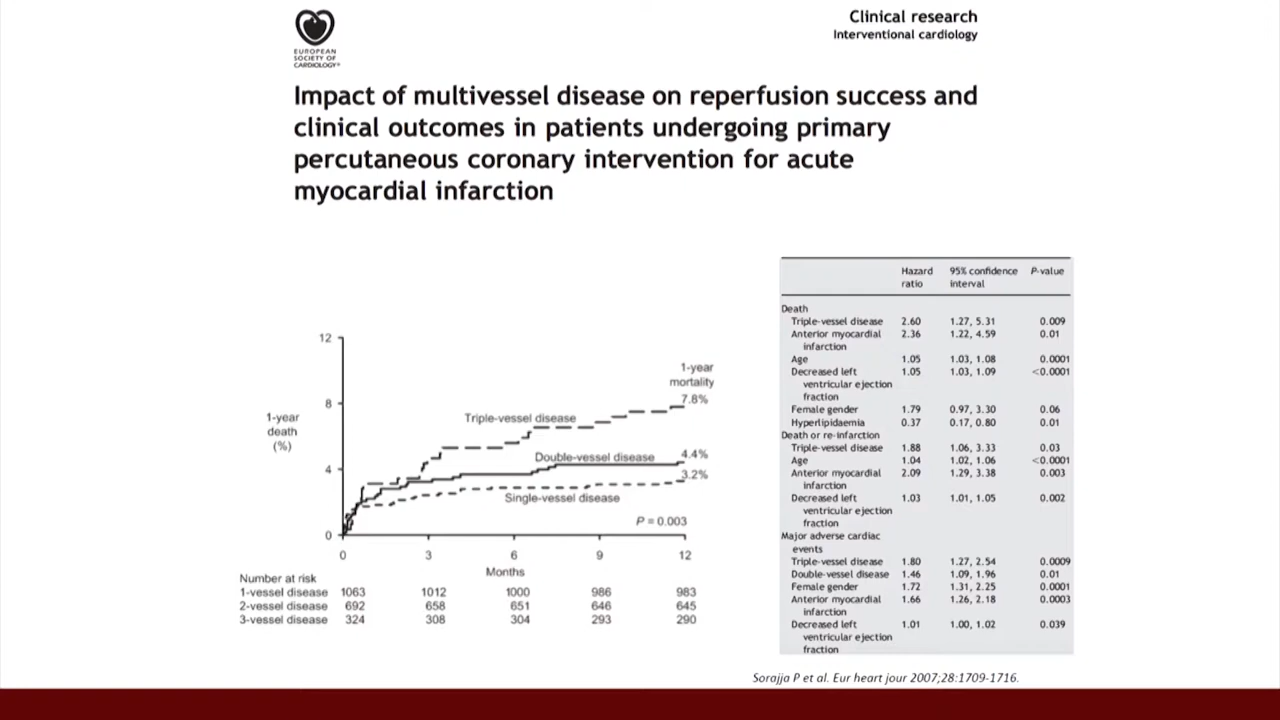 EUROPEAN
SOCIETY OF
CARDIOLOGY®
Clinical research
Interventional cardiology
Impact of multivessel disease on reperfusion success and
clinical outcomes in patients undergoing primary
percutaneous coronary intervention for acute
myocardial infarction
12
8
4
0
1-year
death
(%)
1-year
mortality
7.8%
Triple-vessel disease
Double-vessel disease
4.4%
3.2%
Single-vessel disease
P = 0.003
0 3 6 9 12
Months
Number at risk
1-vessel disease 1063 1012 1000 986 983
2-vessel disease 692 658 651 646 645
3-vessel disease 324 308 304 293 290
Hazard 95% confidence P-value
ratio interval
Death
Triple-vessel disease 2.60 1.27, 5.31 0.009
Anterior myocardial 2.36 1.22, 4.59 0.01
infarction
Age 1.05 1.03, 1.08 0.0001
Decreased left 1.05 1.03, 1.09 <0.0001
ventricular ejection
fraction
Female gender 1.79 0.97, 3.30 0.06
Hyperlipidaemia 0.37 0.17, 0.80 0.01
Death or re-infarction
Triple-vessel disease 1.88 1.06, 3.33 0.03
Age 1.04 1.02, 1.06 <0.0001
Anterior myocardial 2.09 1.29, 3.38 0.003
infarction
Decreased left 1.03 1.01, 1.05 0.002
ventricular ejection
fraction
Major adverse cardiac
events
Triple-vessel disease 1.80 1.27, 2.54 0.0009
Double-vessel disease 1.46 1.09, 1.96 0.01
Female gender 1.72 1.31, 2.25 0.0001
Anterior myocardial 1.66 1.26, 2.18 0.0003
infarction
Decreased left 1.01 1.00, 1.02 0.039
ventricular ejection
fraction
Sorajja P et al. Eur heart jour 2007;28:1709-1716.